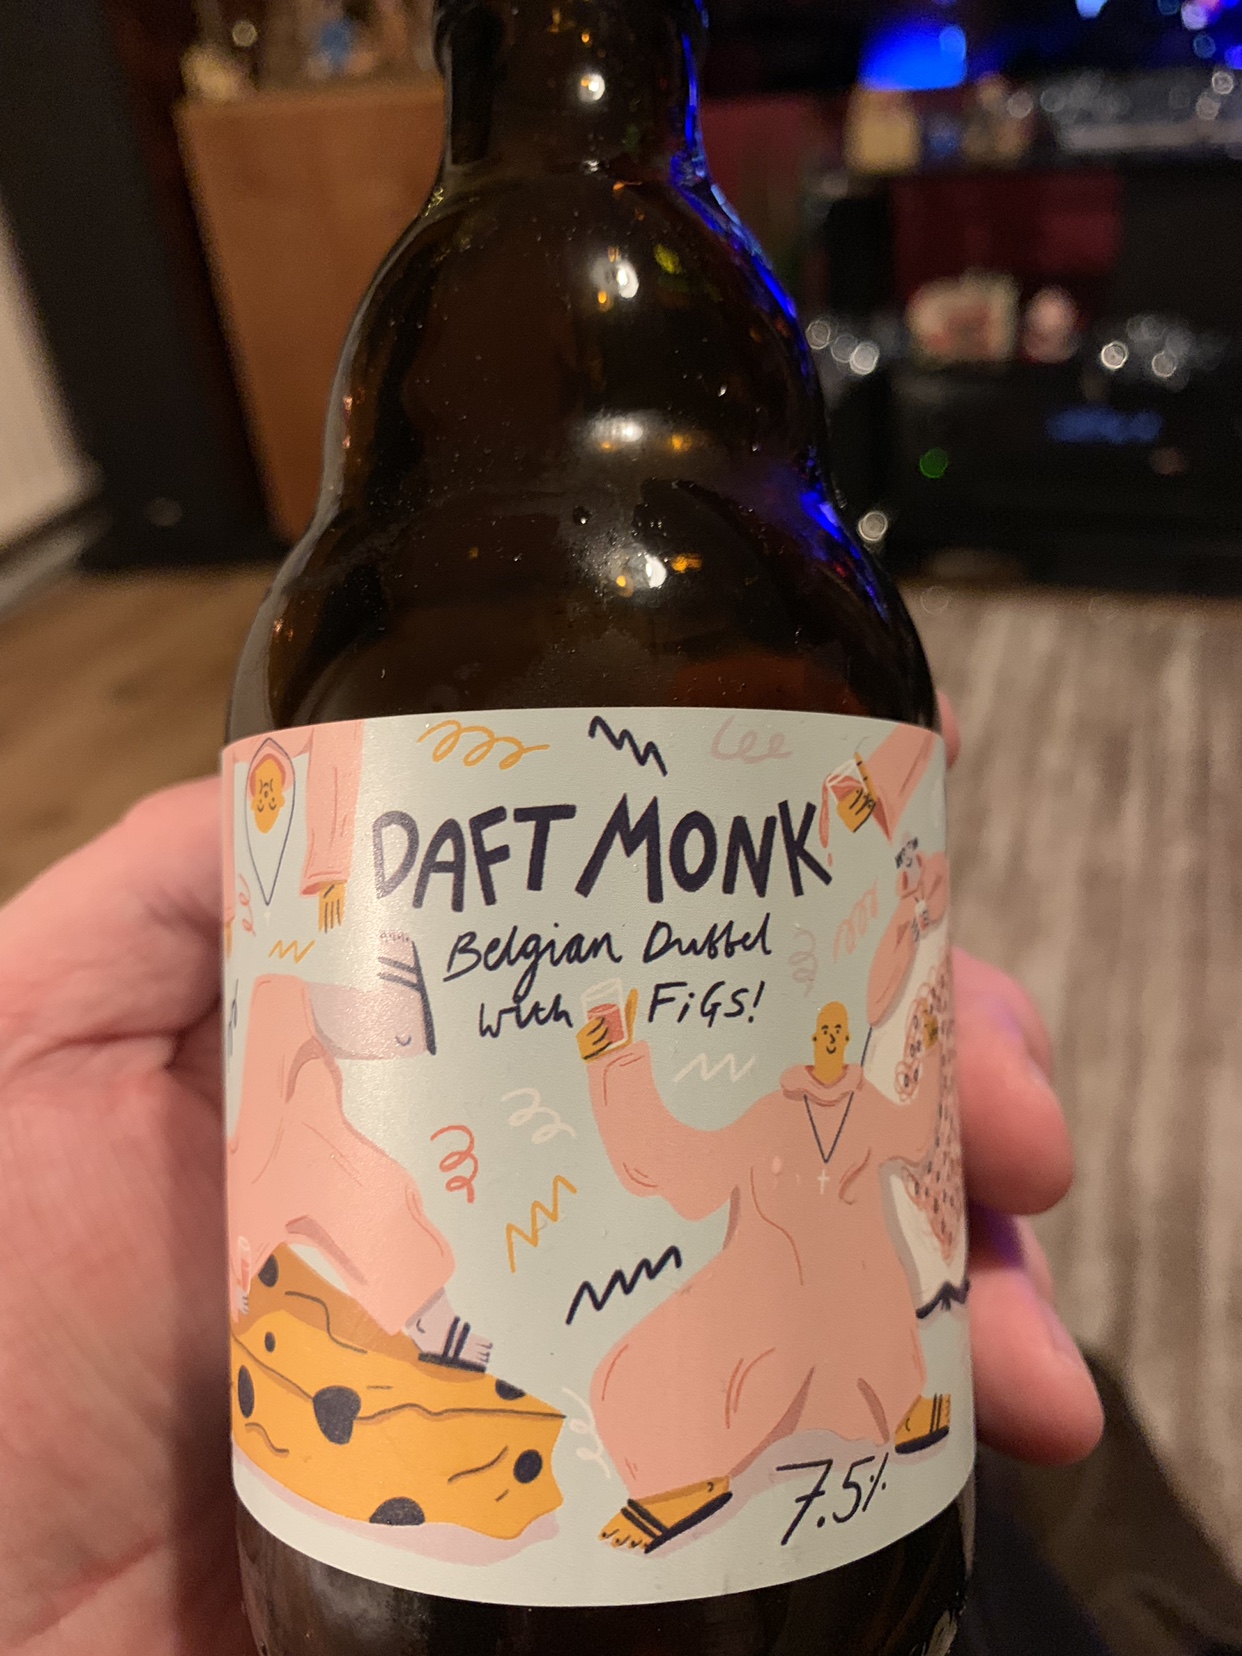 DAFT MONK
Belgian Dubbel
with FiGS!
7.5%